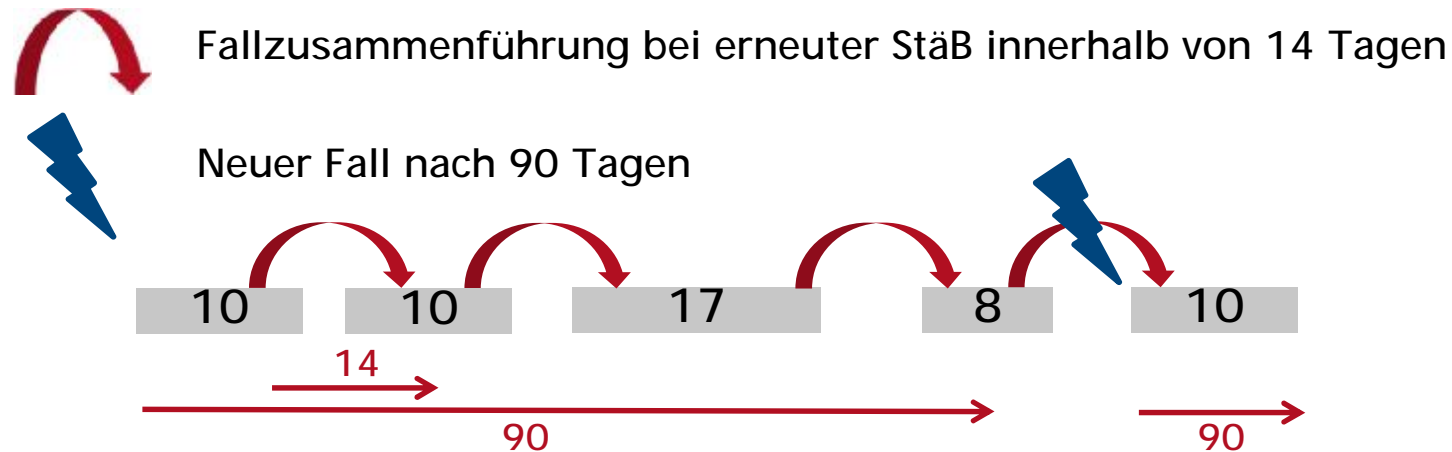 Fallzusammenführung bei erneuter StäB innerhalb von 14 Tagen
Neuer Fall nach 90 Tagen
10 10 17 8 10
14
90 90